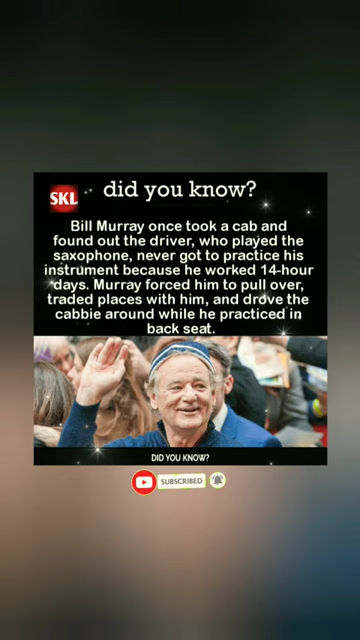 SKL
did you know?
Bill Murray once took a cab and
found out the driver, who played the
saxophone, never got to practice his
instrument because he worked 14-hour
days. Murray forced him to pull over,
traded places with him, and drove the
cabbie around while he practiced in
back seat.
DID YOU KNOW?
SUBSCRIBED